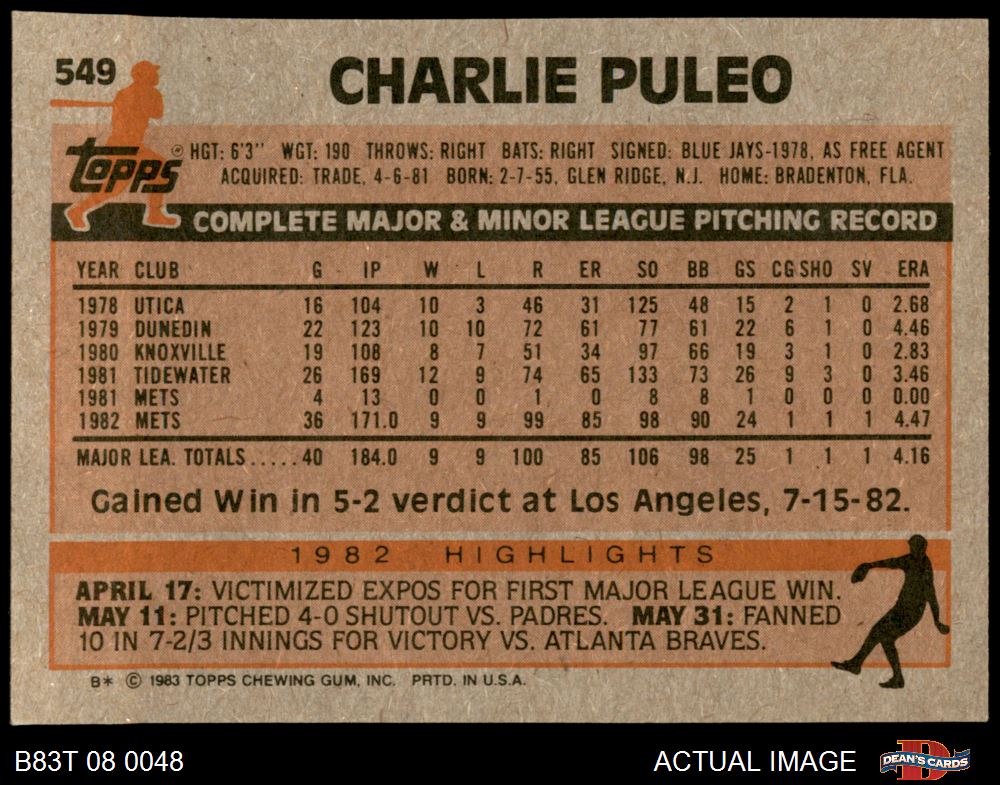 549
CHARLIE PULEO
topps®
HGT: 6'3" WGT: 190 THROWS: RIGHT BATS: RIGHT SIGNED: BLUE JAYS-1978, AS FREE AGENT
ACQUIRED: TRADE, 4-6-81 BORN: 2-7-55, GLEN RIDGE, N.J. HOME: BRADENTON, FLA.
COMPLETE MAJOR & MINOR LEAGUE PITCHING RECORD
YEAR CLUB G IP W L R ER SO BB GS CG SHO SV ERA
1978 UTICA 16 104 10 3 46 31 125 48 15 2 1 0 2.68
1979 DUNEDIN 22 123 10 10 72 61 77 61 22 6 1 0 4.46
1980 KNOXVILLE 19 108 8 7 51 34 97 66 19 3 1 0 2.83
1981 TIDEWATER 26 169 12 9 74 65 133 73 26 9 3 0 3.46
1981 METS 4 13 0 0 1 0 8 8 1 0 0 0 0.00
1982 METS 36 171.0 9 9 99 85 98 90 24 1 1 1 4.47
MAJOR LEA. TOTALS.....40 184.0 9 9 100 85 106 98 25 1 1 1 4.16
Gained Win in 5-2 verdict at Los Angeles, 7-15-82.
1982 HIGHLIGHTS
APRIL 17: VICTIMIZED EXPOS FOR FIRST MAJOR LEAGUE WIN.
MAY 11: PITCHED 4-0 SHUTOUT VS. PADRES. MAY 31: FANNED
10 IN 7-2/3 INNINGS FOR VICTORY VS. ATLANTA BRAVES.
B* © 1983 TOPPS CHEWING GUM, INC. PRTD. IN U.S.A.
B83T 08 0048
ACTUAL IMAGE
D
DEAN'S CARDS